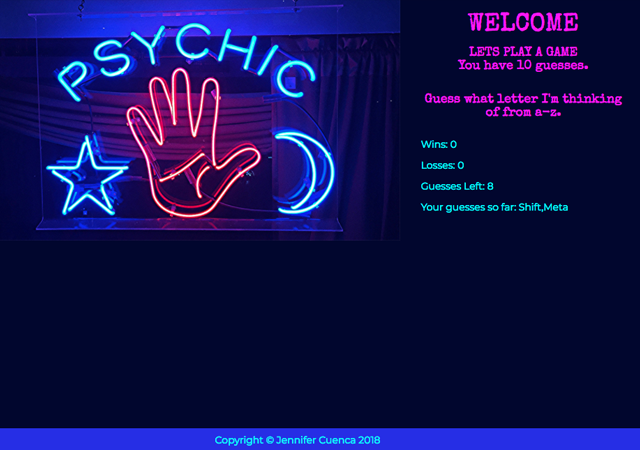 PSYCHIC
WELCOME
LETS PLAY A GAME
You have 10 guesses.
Guess what letter I'm thinking
of from a-z.
Wins: 0
Losses: 0
Guesses Left: 8
Your guesses so far: Shift,Meta
Copyright © Jennifer Cuenca 2018